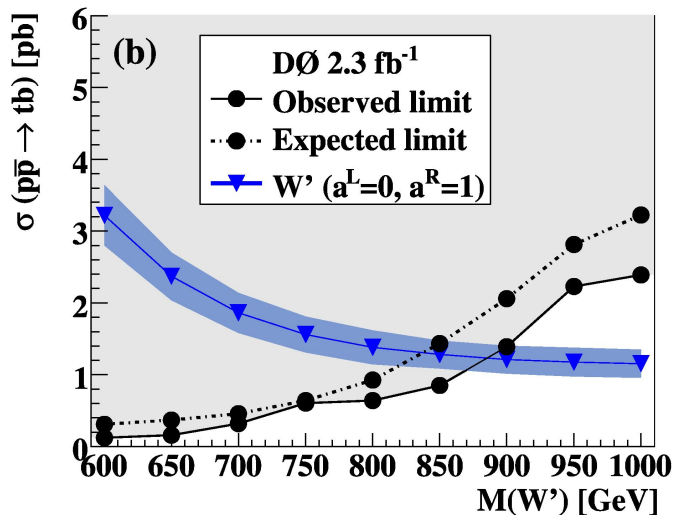 σ (pp̅ → tb) [pb]
6
5
4
3
2
1
0
(b)
DØ 2.3 fb⁻¹
Observed limit
Expected limit
W' (aᴸ=0, aᴿ=1)
600 650 700 750 800 850 900 950 1000
M(W') [GeV]